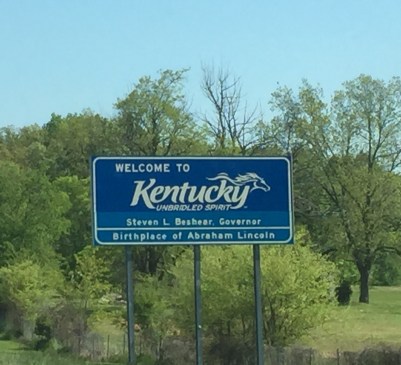 WELCOME TO
Kentucky
UNBRIDLED SPIRIT
Steven L. Beshear, Governor
Birthplace of Abraham Lincoln